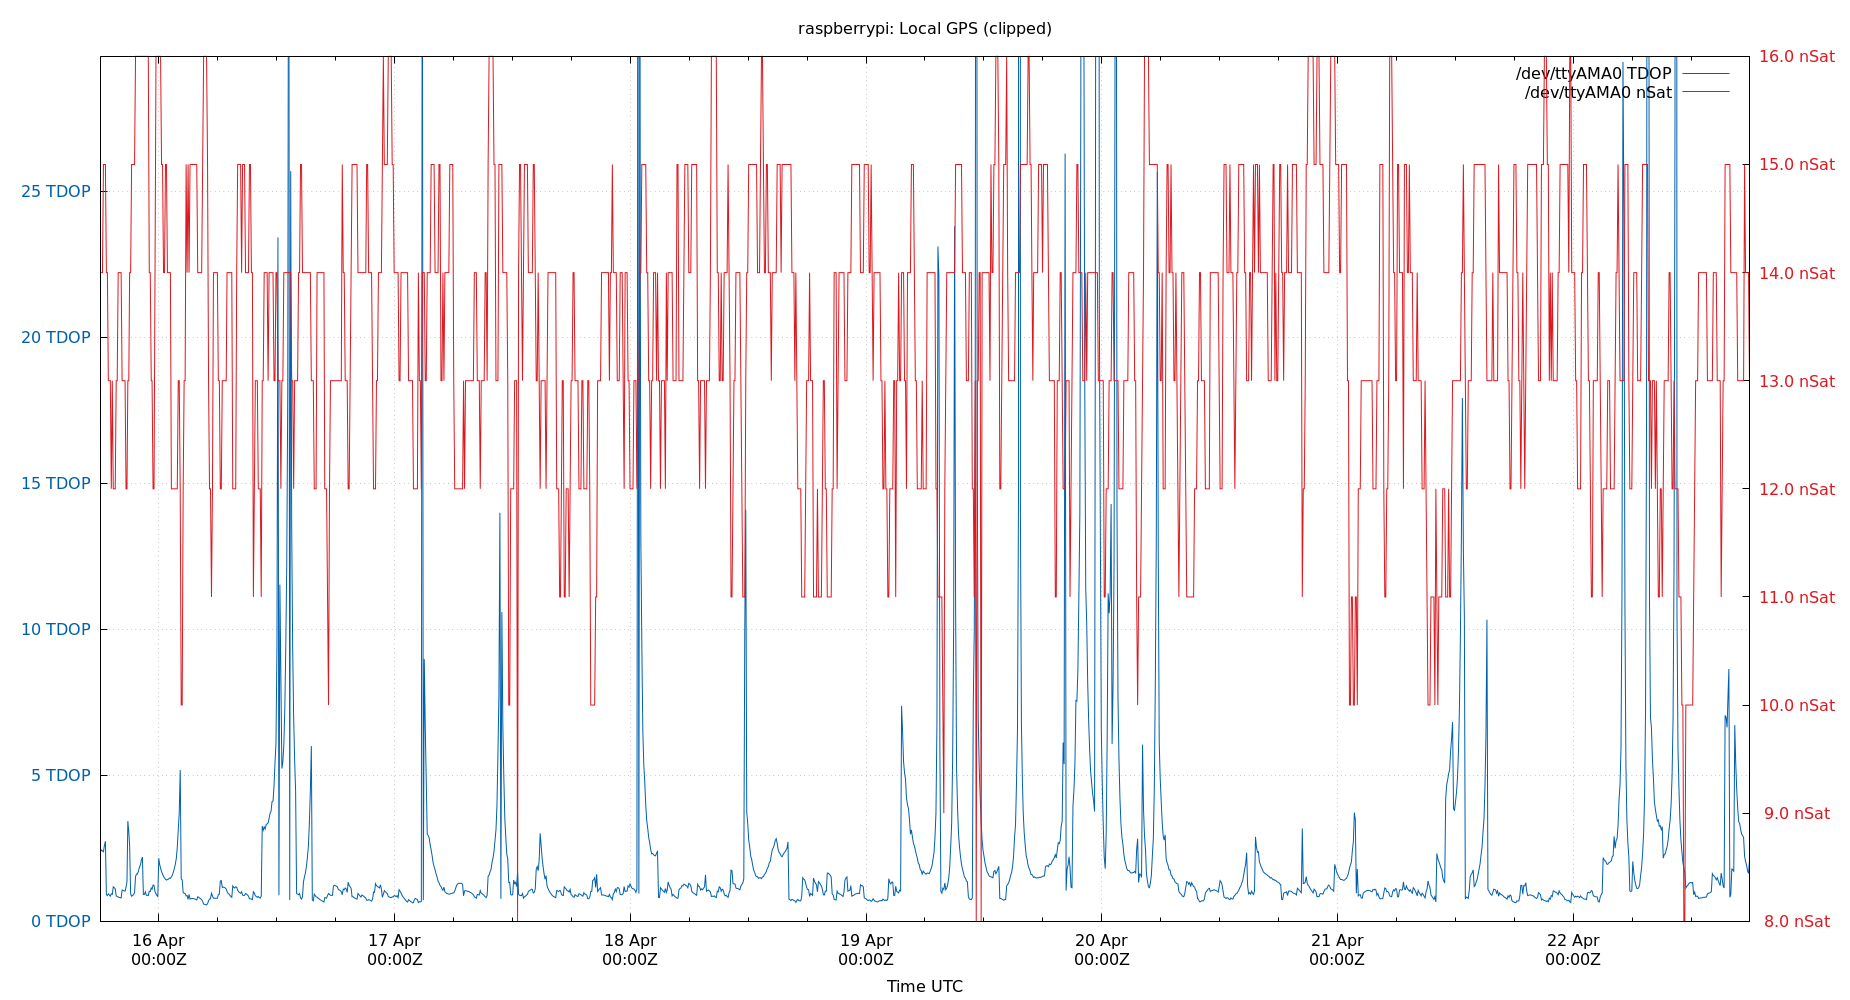 raspberrypi: Local GPS (clipped)
/dev/ttyAMA0 TDOP
/dev/ttyAMA0 nSat
25 TDOP
20 TDOP
15 TDOP
10 TDOP
5 TDOP
0 TDOP
16.0 nSat
15.0 nSat
14.0 nSat
13.0 nSat
12.0 nSat
11.0 nSat
10.0 nSat
9.0 nSat
8.0 nSat
16 Apr
00:00Z
17 Apr
00:00Z
18 Apr
00:00Z
19 Apr
00:00Z
20 Apr
00:00Z
21 Apr
00:00Z
22 Apr
00:00Z
Time UTC